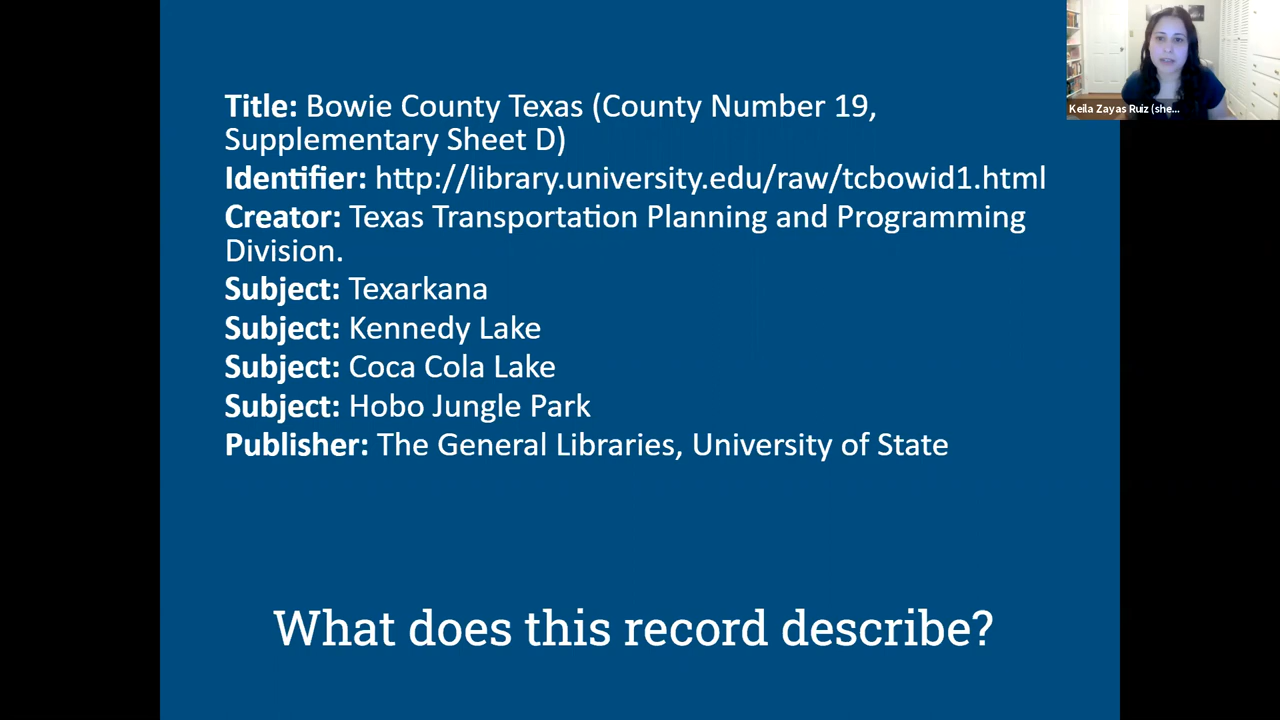 Title: Bowie County Texas (County Number 19,
Supplementary Sheet D)
Identifier: http://library.university.edu/raw/tcbowid1.html
Creator: Texas Transportation Planning and Programming
Division.
Subject: Texarkana
Subject: Kennedy Lake
Subject: Coca Cola Lake
Subject: Hobo Jungle Park
Publisher: The General Libraries, University of State
What does this record describe?
Keila Zayas Ruiz (she...